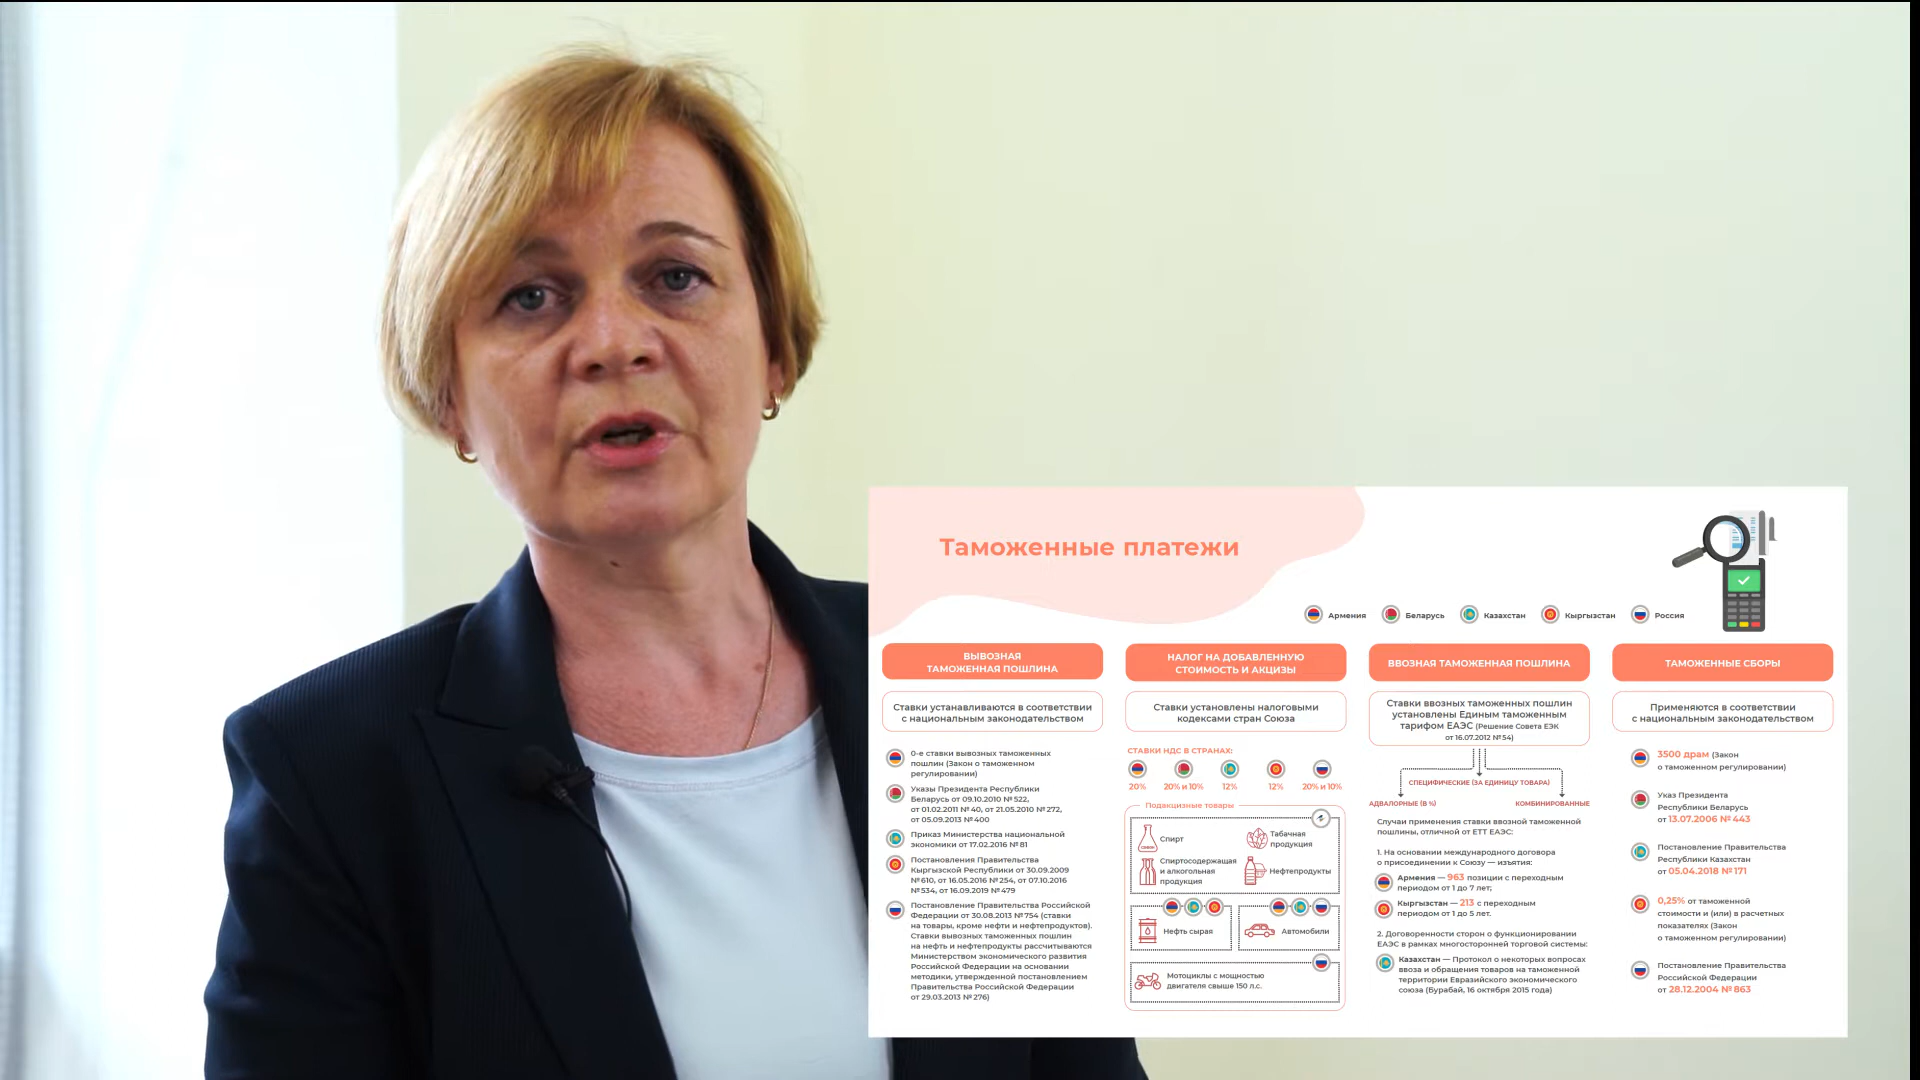 Таможенные платежи
Армения
Беларусь
Казахстан
Кыргызстан
Россия
ВЫВОЗНАЯ
ТАМОЖЕННАЯ ПОШЛИНА
Ставки устанавливаются в соответствии
с национальным законодательством
0-е ставки вывозных таможенных
пошлин (Закон о таможенном
регулировании)
Указы Президента Республики
Беларусь от 09.10.2010 № 522,
от 01.02.2011 № 40, от 21.05.2010 № 272,
от 05.09.2013 № 400
Приказ Министерства национальной
экономики от 17.02.2016 № 81
Постановления Правительства
Кыргызской Республики от 30.09.2009
№ 610, от 16.05.2016 № 254, от 07.10.2016
№ 534, от 16.09.2019 № 479
Постановление Правительства Российской
Федерации от 30.08.2013 № 754 (ставки
на товары, кроме нефти и нефтепродуктов).
Ставки вывозных таможенных пошлин
на нефть и нефтепродукты рассчитываются
Министерством экономического развития
Российской Федерации на основании
методики, утвержденной постановлением
Правительства Российской Федерации
от 29.03.2013 № 276)
НАЛОГ НА ДОБАВЛЕННУЮ
СТОИМОСТЬ И АКЦИЗЫ
Ставки установлены налоговыми
кодексами стран Союза
СТАВКИ НДС В СТРАНАХ:
20%
20% и 10%
12%
12%
20% и 10%
Подакцизные товары
Спирт
Табачная
продукция
Спиртосодержащая
и алкогольная
продукция
Нефтепродукты
Нефть сырая
Автомобили
Мотоциклы с мощностью
двигателя свыше 150 л.с.
ВВОЗНАЯ ТАМОЖЕННАЯ ПОШЛИНА
Ставки ввозных таможенных пошлин
установлены Единым таможенным
тарифом ЕАЭС (Решение Совета ЕЭК
от 16.07.2012 № 54)
СПЕЦИФИЧЕСКИЕ (ЗА ЕДИНИЦУ ТОВАРА)
АДВАЛОРНЫЕ (В %)
КОМБИНИРОВАННЫЕ
Случаи применения ставки ввозной таможенной
пошлины, отличной от ЕТТ ЕАЭС:
1. На основании международного договора
о присоединении к Союзу — изъятия:
Армения — 963 позиции с переходным
периодом от 1 до 7 лет;
Кыргызстан — 213 с переходным
периодом от 1 до 5 лет.
2. Договоренности сторон о функционировании
ЕАЭС в рамках многосторонней торговой системы:
Казахстан — Протокол о некоторых вопросах
ввоза и обращения товаров на таможенной
территории Евразийского экономического
союза (Бурабай, 16 октября 2015 года)
ТАМОЖЕННЫЕ СБОРЫ
Применяются в соответствии
с национальным законодательством
3500 драм (Закон
о таможенном регулировании)
Указ Президента
Республики Беларусь
от 13.07.2006 № 443
Постановление Правительства
Республики Казахстан
от 05.04.2018 № 171
0,25% от таможенной
стоимости и (или) в расчетных
показателях (Закон
о таможенном регулировании)
Постановление Правительства
Российской Федерации
от 28.12.2004 № 863